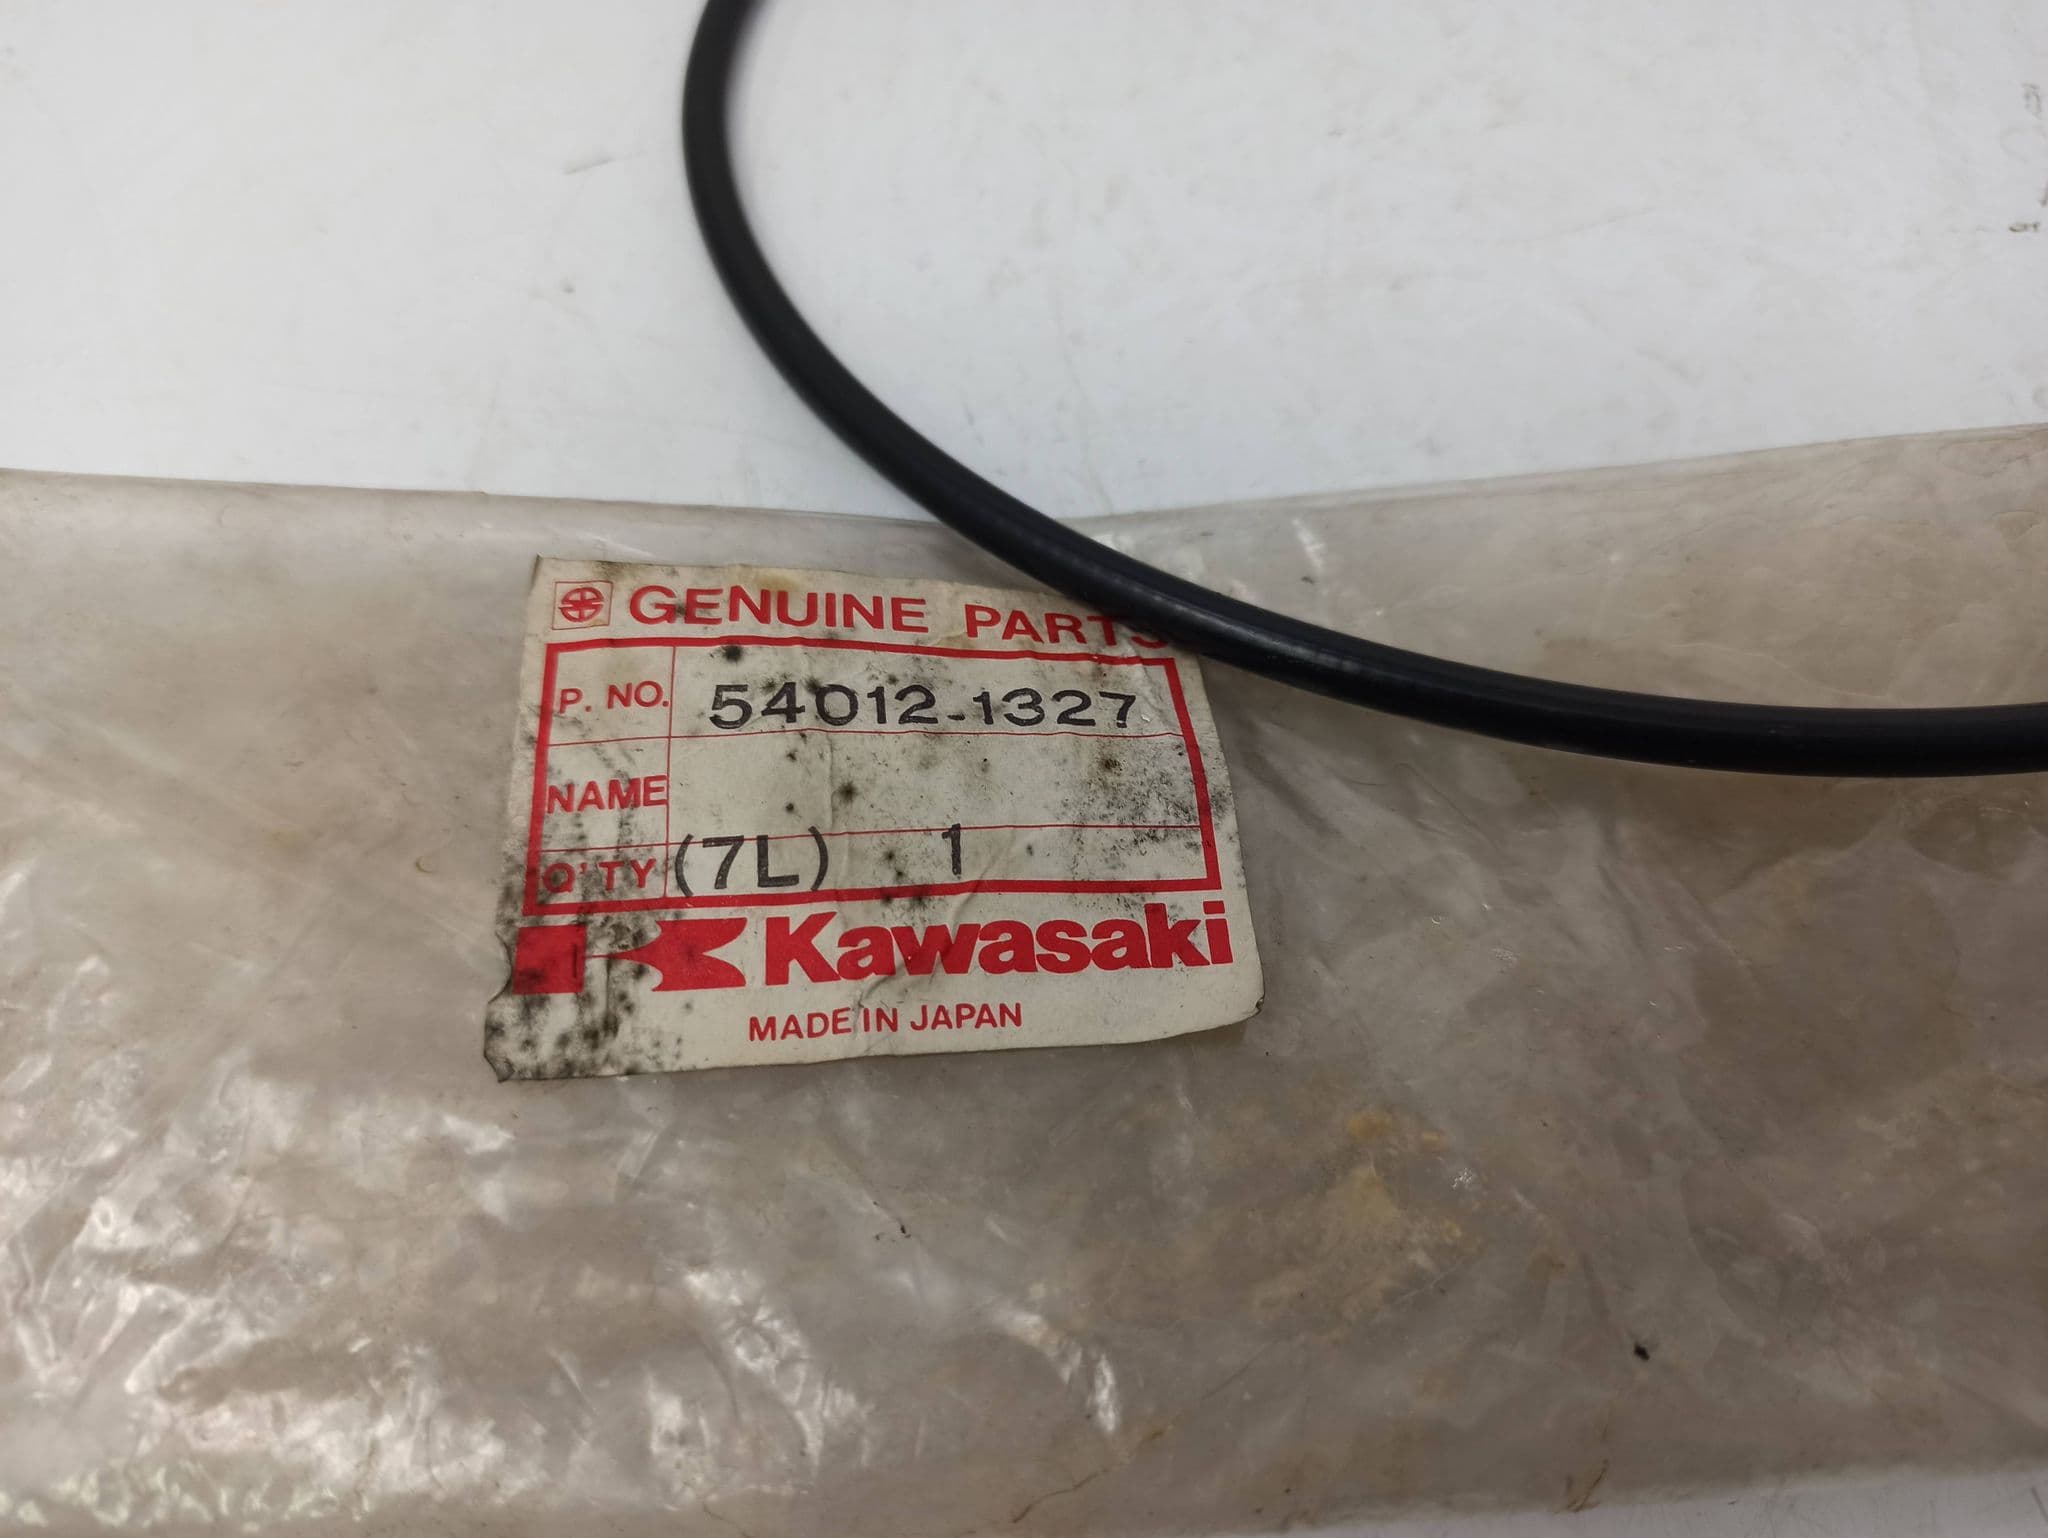 GENUINE PARTS
P. NO. 54012-1327
NAME
Q'TY (7L) 1
Kawasaki
MADE IN JAPAN